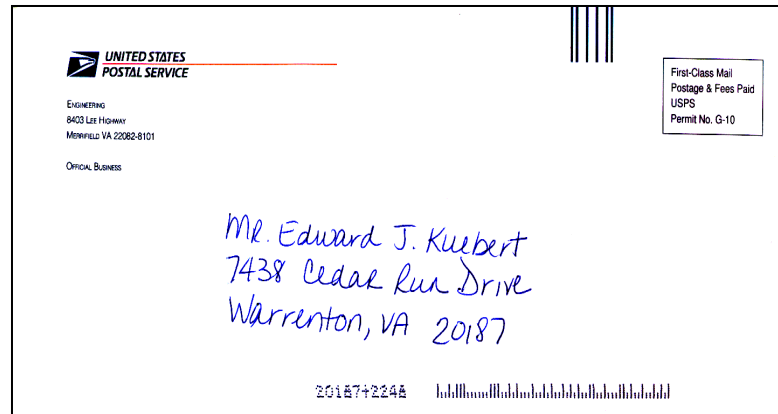 UNITED STATES
POSTAL SERVICE
ENGINEERING
8403 LEE HIGHWAY
MERRIFIELD VA 22082-8101
OFFICIAL BUSINESS
First-Class Mail
Postage & Fees Paid
USPS
Permit No. G-10
MR. Edward J. Kuebert
7438 Cedar Run Drive
Warrenton, VA 20187
20187+2248